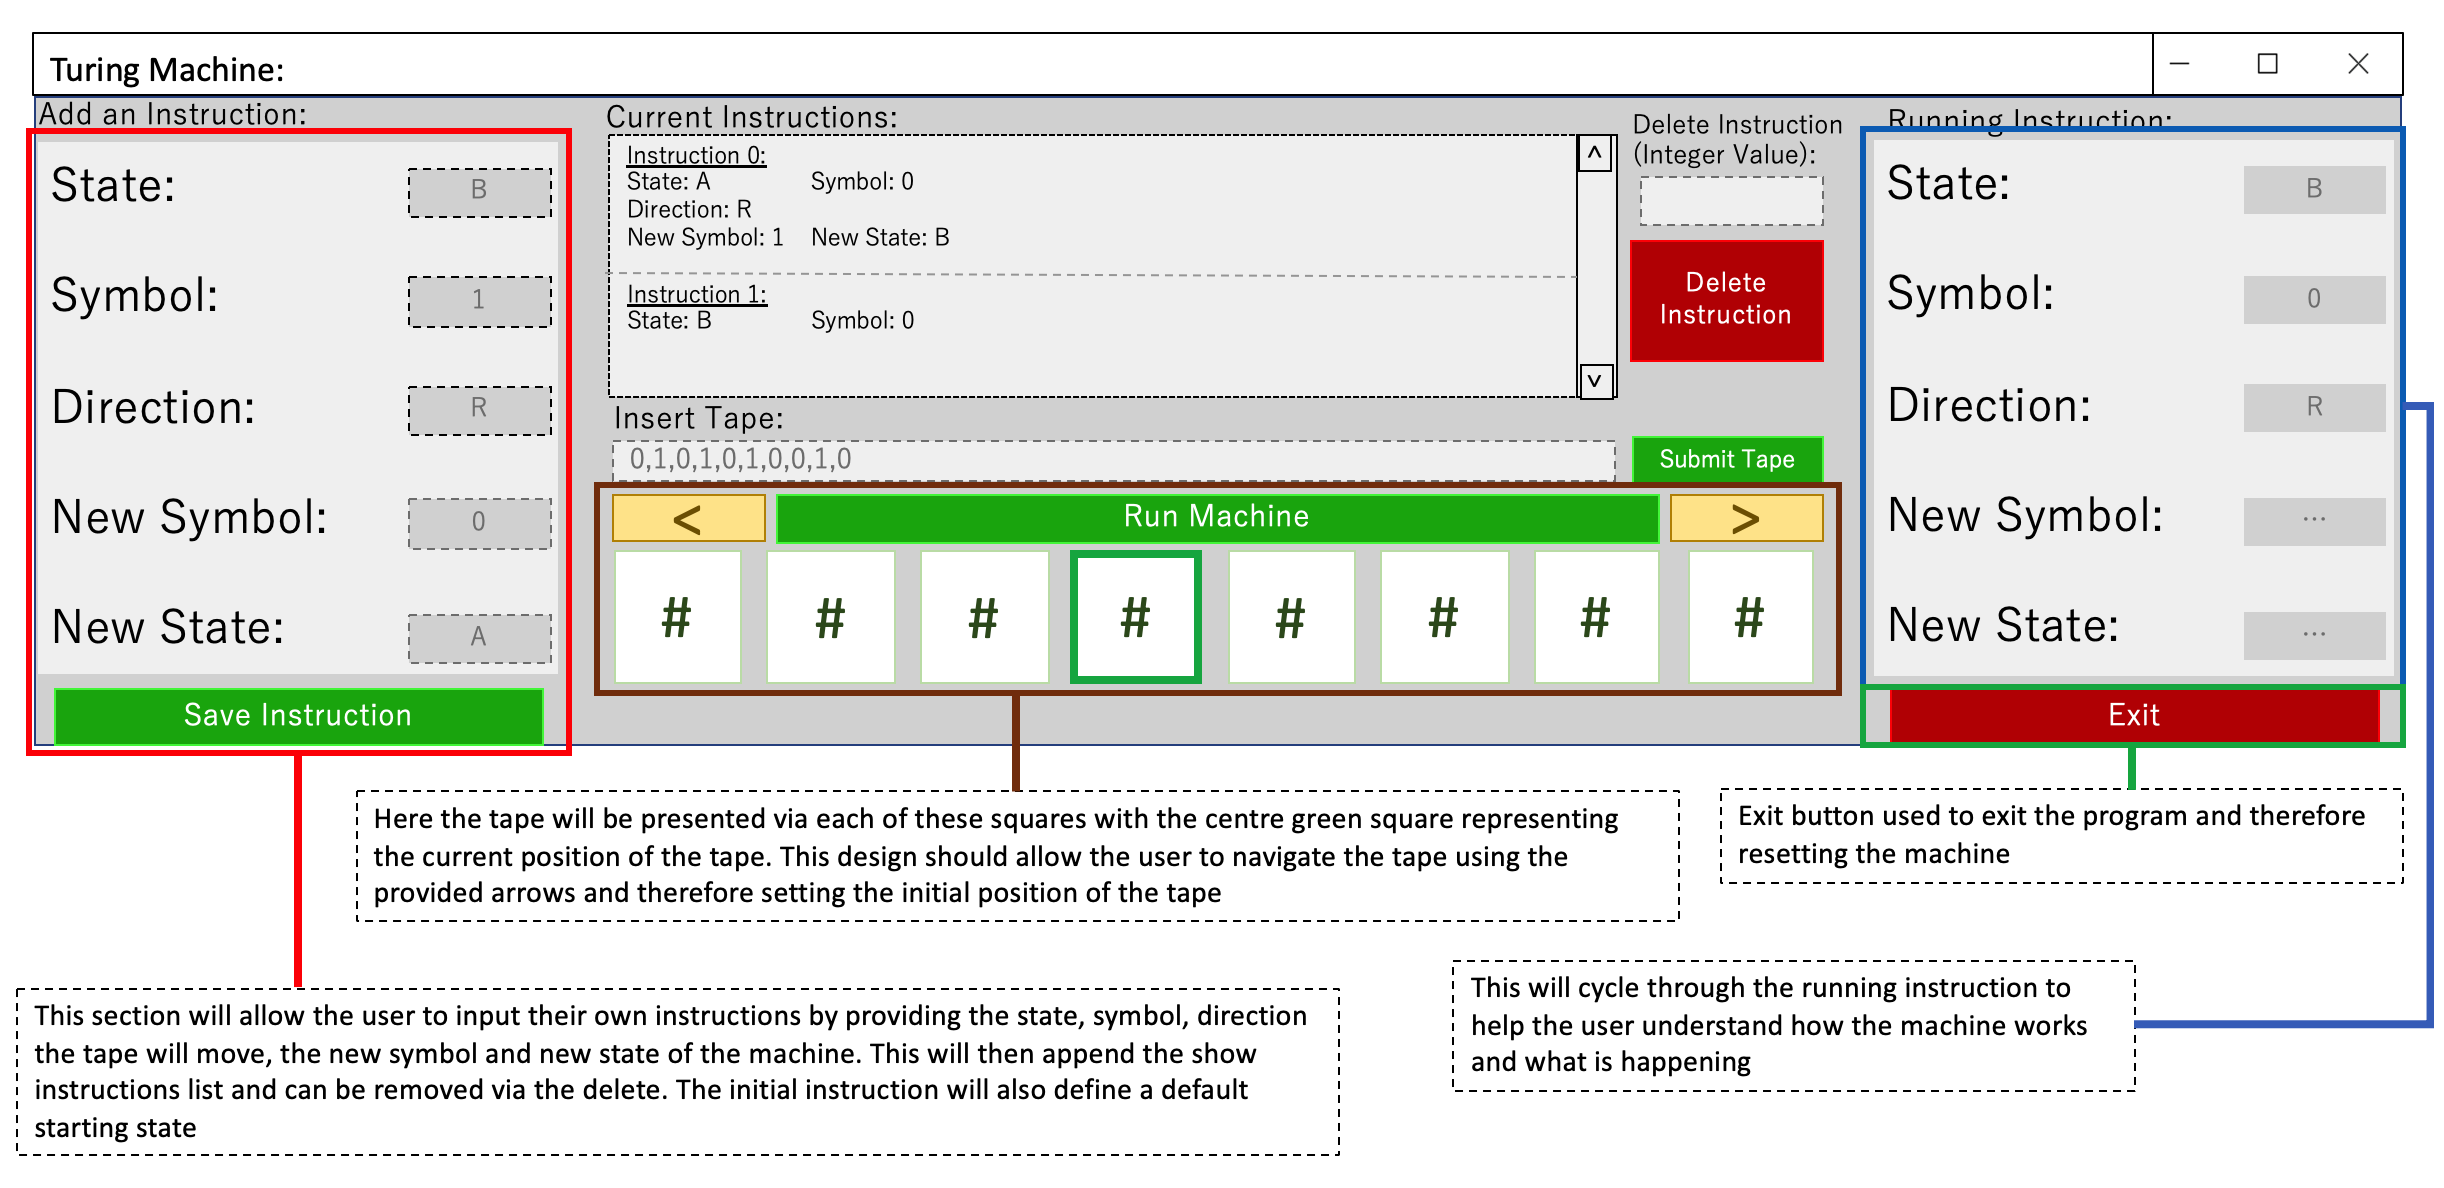 Turing Machine:
Add an Instruction:
State: B
Symbol: 1
Direction: R
New Symbol: 0
New State: A
Save Instruction
Current Instructions:
Instruction 0:
State: A Symbol: 0
Direction: R
New Symbol: 1 New State: B
Instruction 1:
State: B Symbol: 0
Delete Instruction
(Integer Value):
Delete
Instruction
Insert Tape:
0,1,0,1,0,1,0,0,1,0
Submit Tape
< Run Machine >
# # # # # # # #
Running Instruction:
State: B
Symbol: 0
Direction: R
New Symbol: ...
New State: ...
Exit
Here the tape will be presented via each of these squares with the centre green square representing
the current position of the tape. This design should allow the user to navigate the tape using the
provided arrows and therefore setting the initial position of the tape
Exit button used to exit the program and therefore
resetting the machine
This section will allow the user to input their own instructions by providing the state, symbol, direction
the tape will move, the new symbol and new state of the machine. This will then append the show
instructions list and can be removed via the delete. The initial instruction will also define a default
starting state
This will cycle through the running instruction to
help the user understand how the machine works
and what is happening